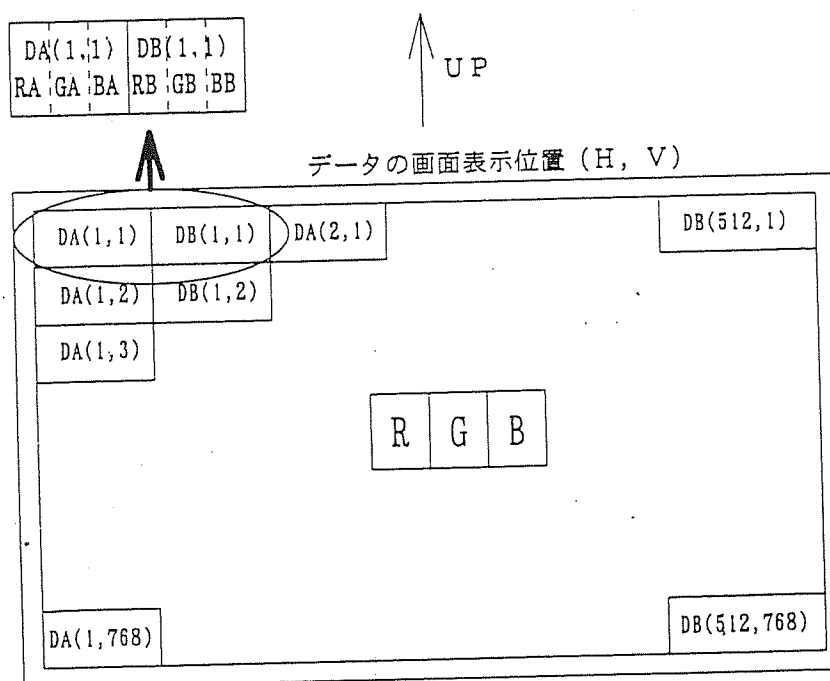 DA(1,1) DB(1,1)
RA GA BA RB GB BB
UP
データの画面表示位置 (H, V)
DA(1,1) DB(1,1) DA(2,1) DB(512,1)
DA(1,2) DB(1,2)
DA(1,3)
R G B
DA(1,768) DB(512,768)